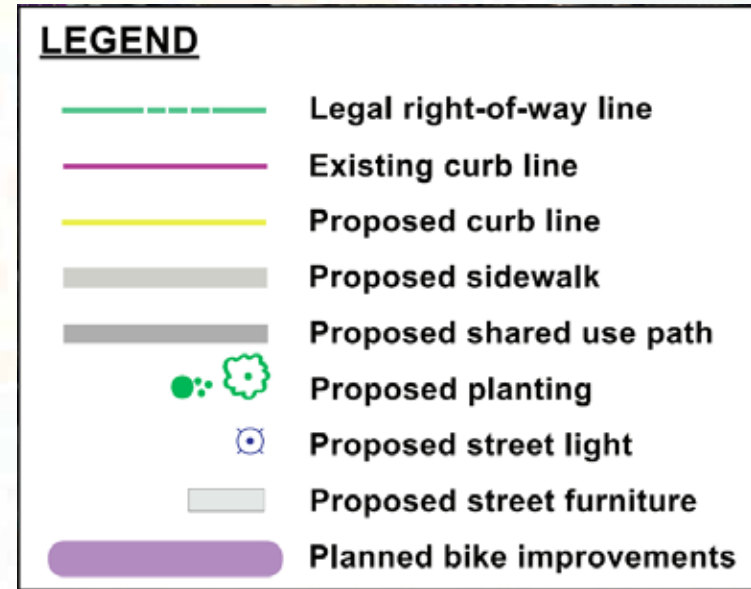 LEGEND
Legal right-of-way line
Existing curb line
Proposed curb line
Proposed sidewalk
Proposed shared use path
Proposed planting
Proposed street light
Proposed street furniture
Planned bike improvements